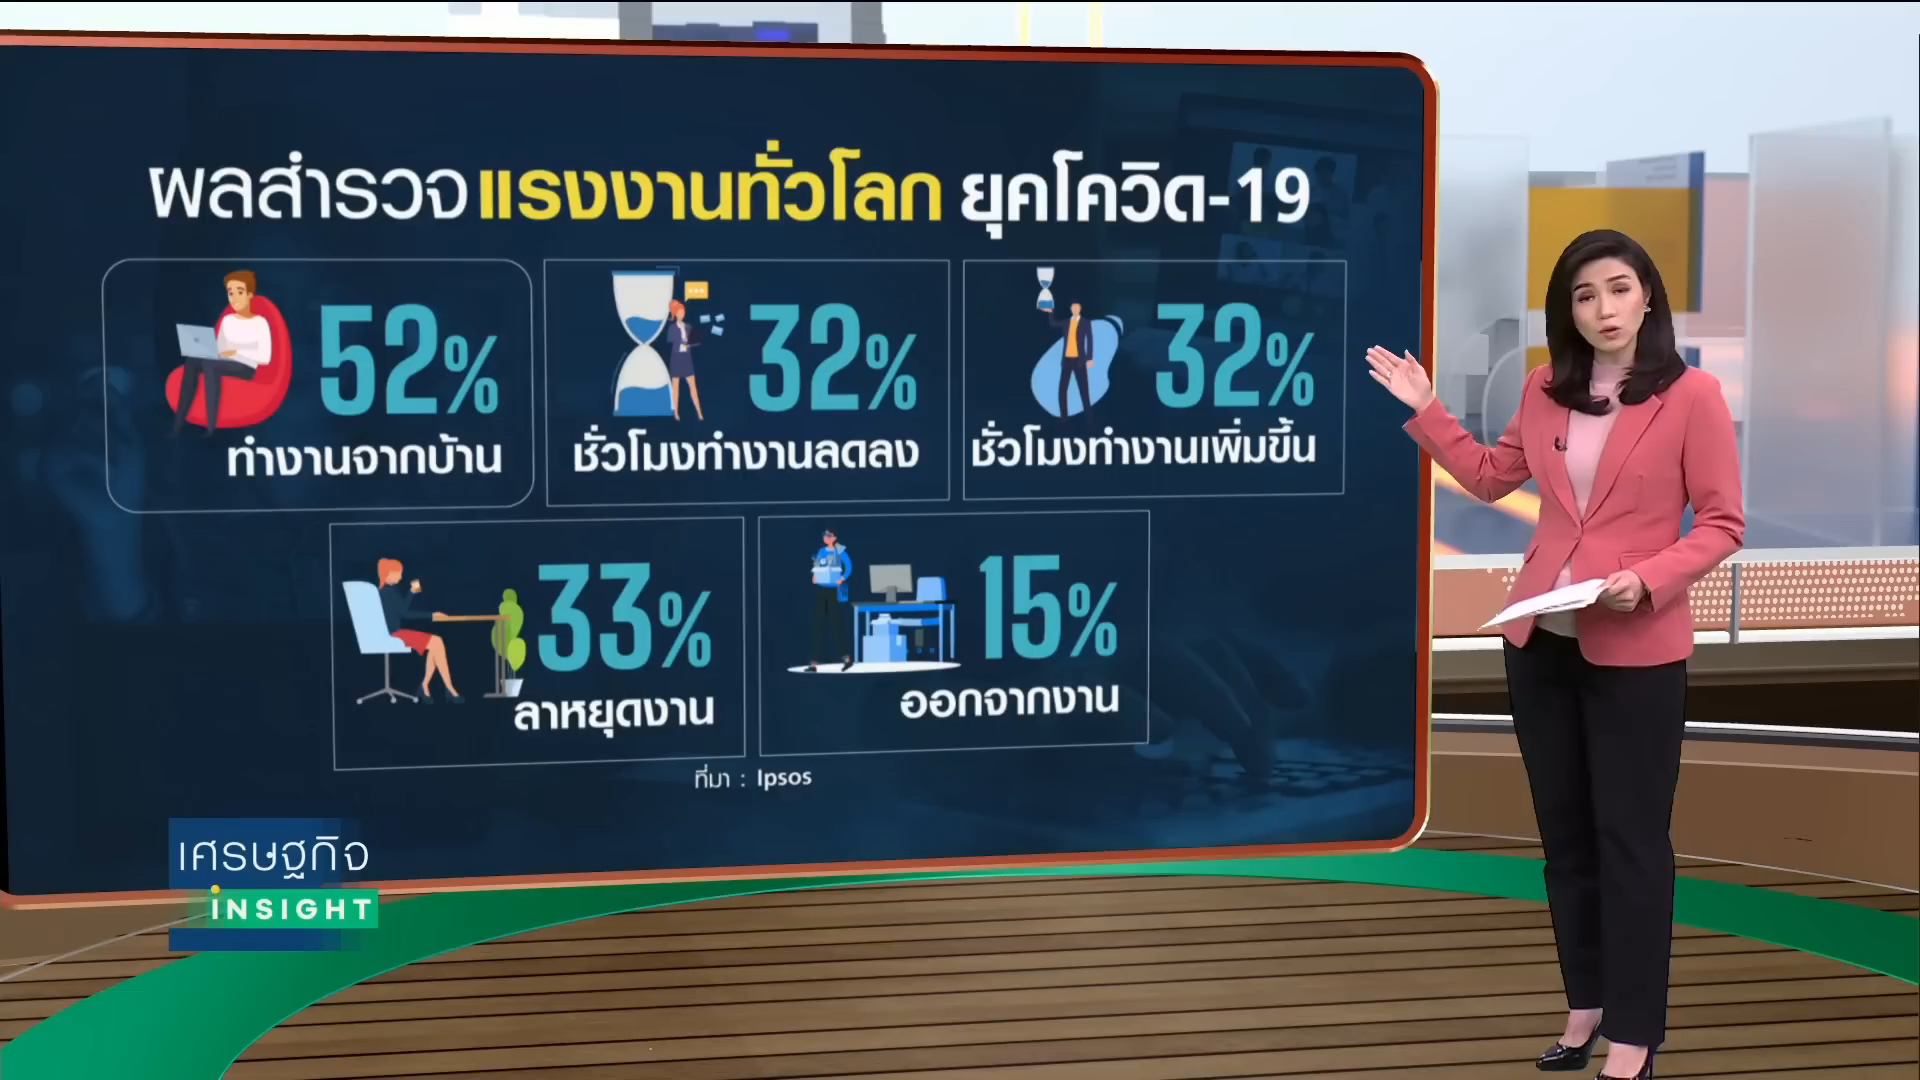 ผลสำรวจแรงงานทั่วโลก ยุคโควิด-19
52%
ทำงานจากบ้าน
32%
ชั่วโมงทำงานลดลง
32%
ชั่วโมงทำงานเพิ่มขึ้น
33%
ลาหยุดงาน
15%
ออกจากงาน
ที่มา : Ipsos
เศรษฐกิจ
INSIGHT